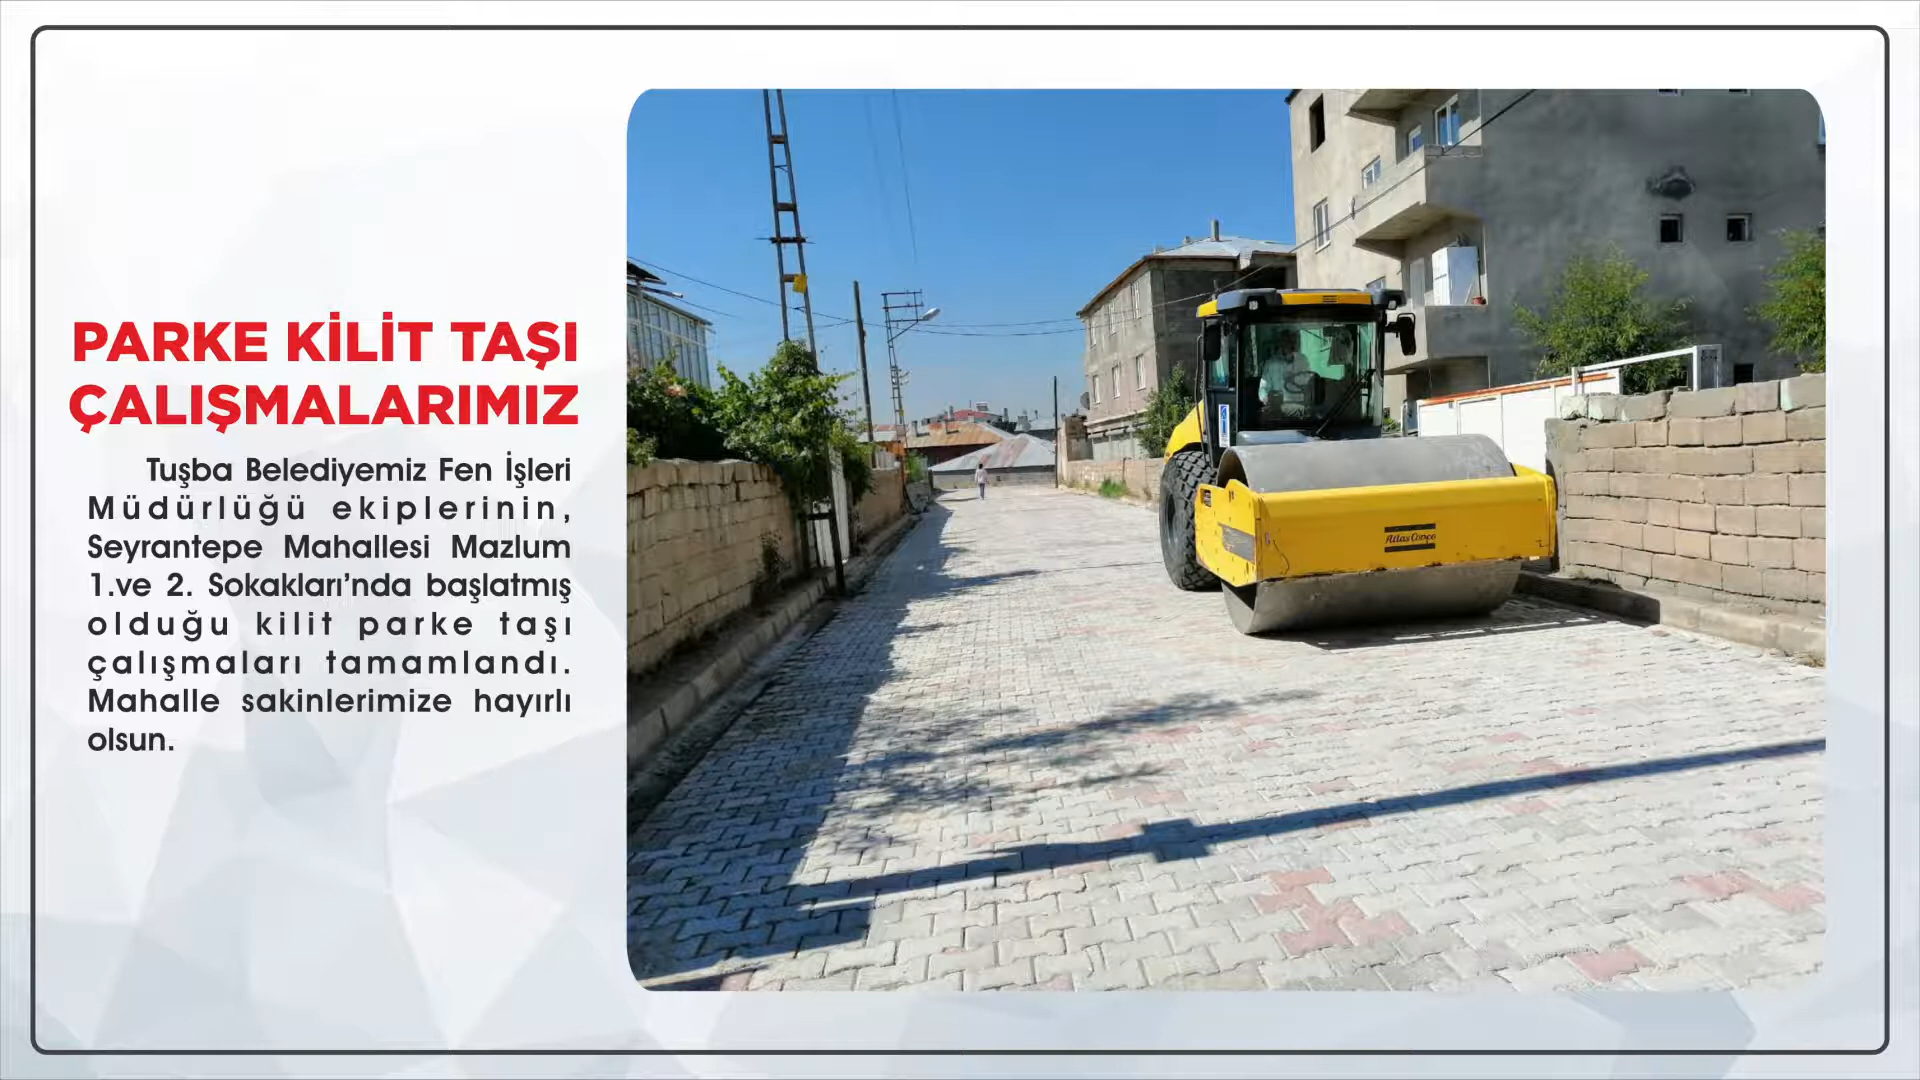 PARKE KİLİT TAŞI
ÇALIŞMALARIMIZ
Tuşba Belediyemiz Fen İşleri
Müdürlüğü ekiplerinin,
Seyrantepe Mahallesi Mazlum
1.ve 2. Sokakları’nda başlatmış
olduğu kilit parke taşı
çalışmaları tamamlandı.
Mahalle sakinlerimize hayırlı
olsun.
Atlas Copco